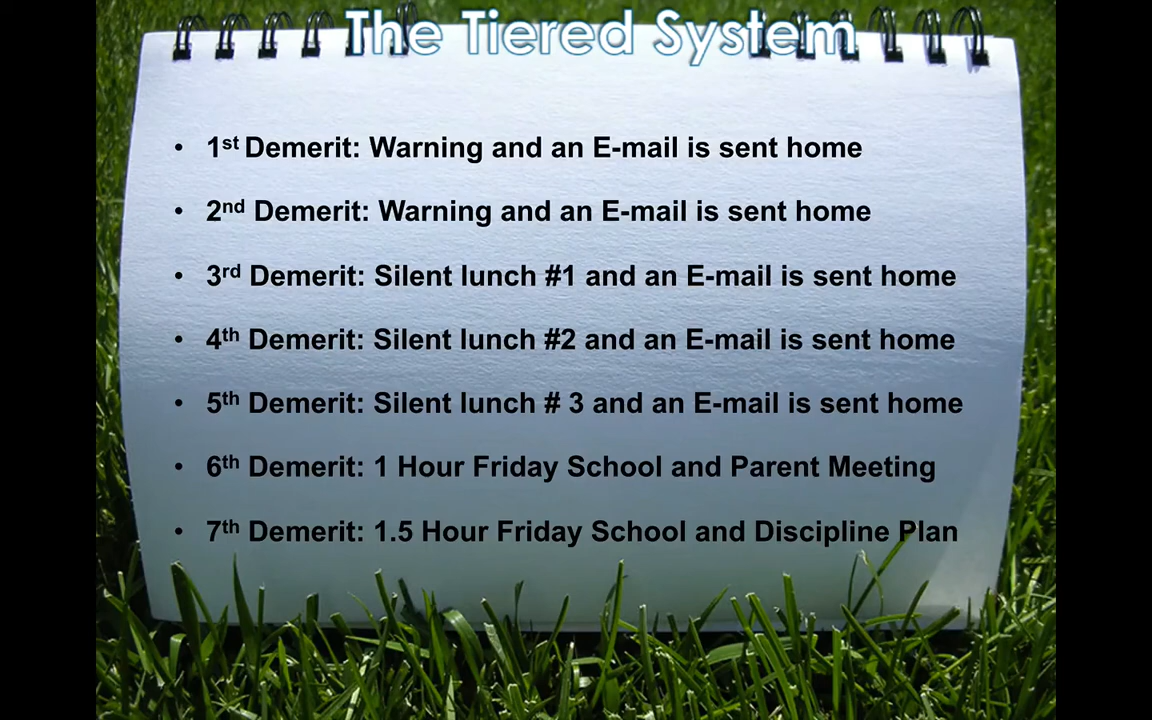 The Tiered System
• 1st Demerit: Warning and an E-mail is sent home
• 2nd Demerit: Warning and an E-mail is sent home
• 3rd Demerit: Silent lunch #1 and an E-mail is sent home
• 4th Demerit: Silent lunch #2 and an E-mail is sent home
• 5th Demerit: Silent lunch # 3 and an E-mail is sent home
• 6th Demerit: 1 Hour Friday School and Parent Meeting
• 7th Demerit: 1.5 Hour Friday School and Discipline Plan